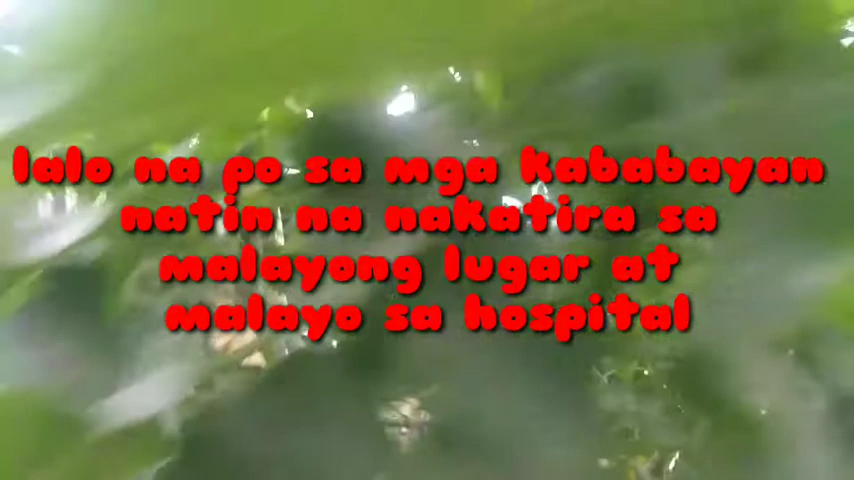 lalo na po sa mga kababayan
natin na nakatira sa
malayong lugar at
malayo sa hospital